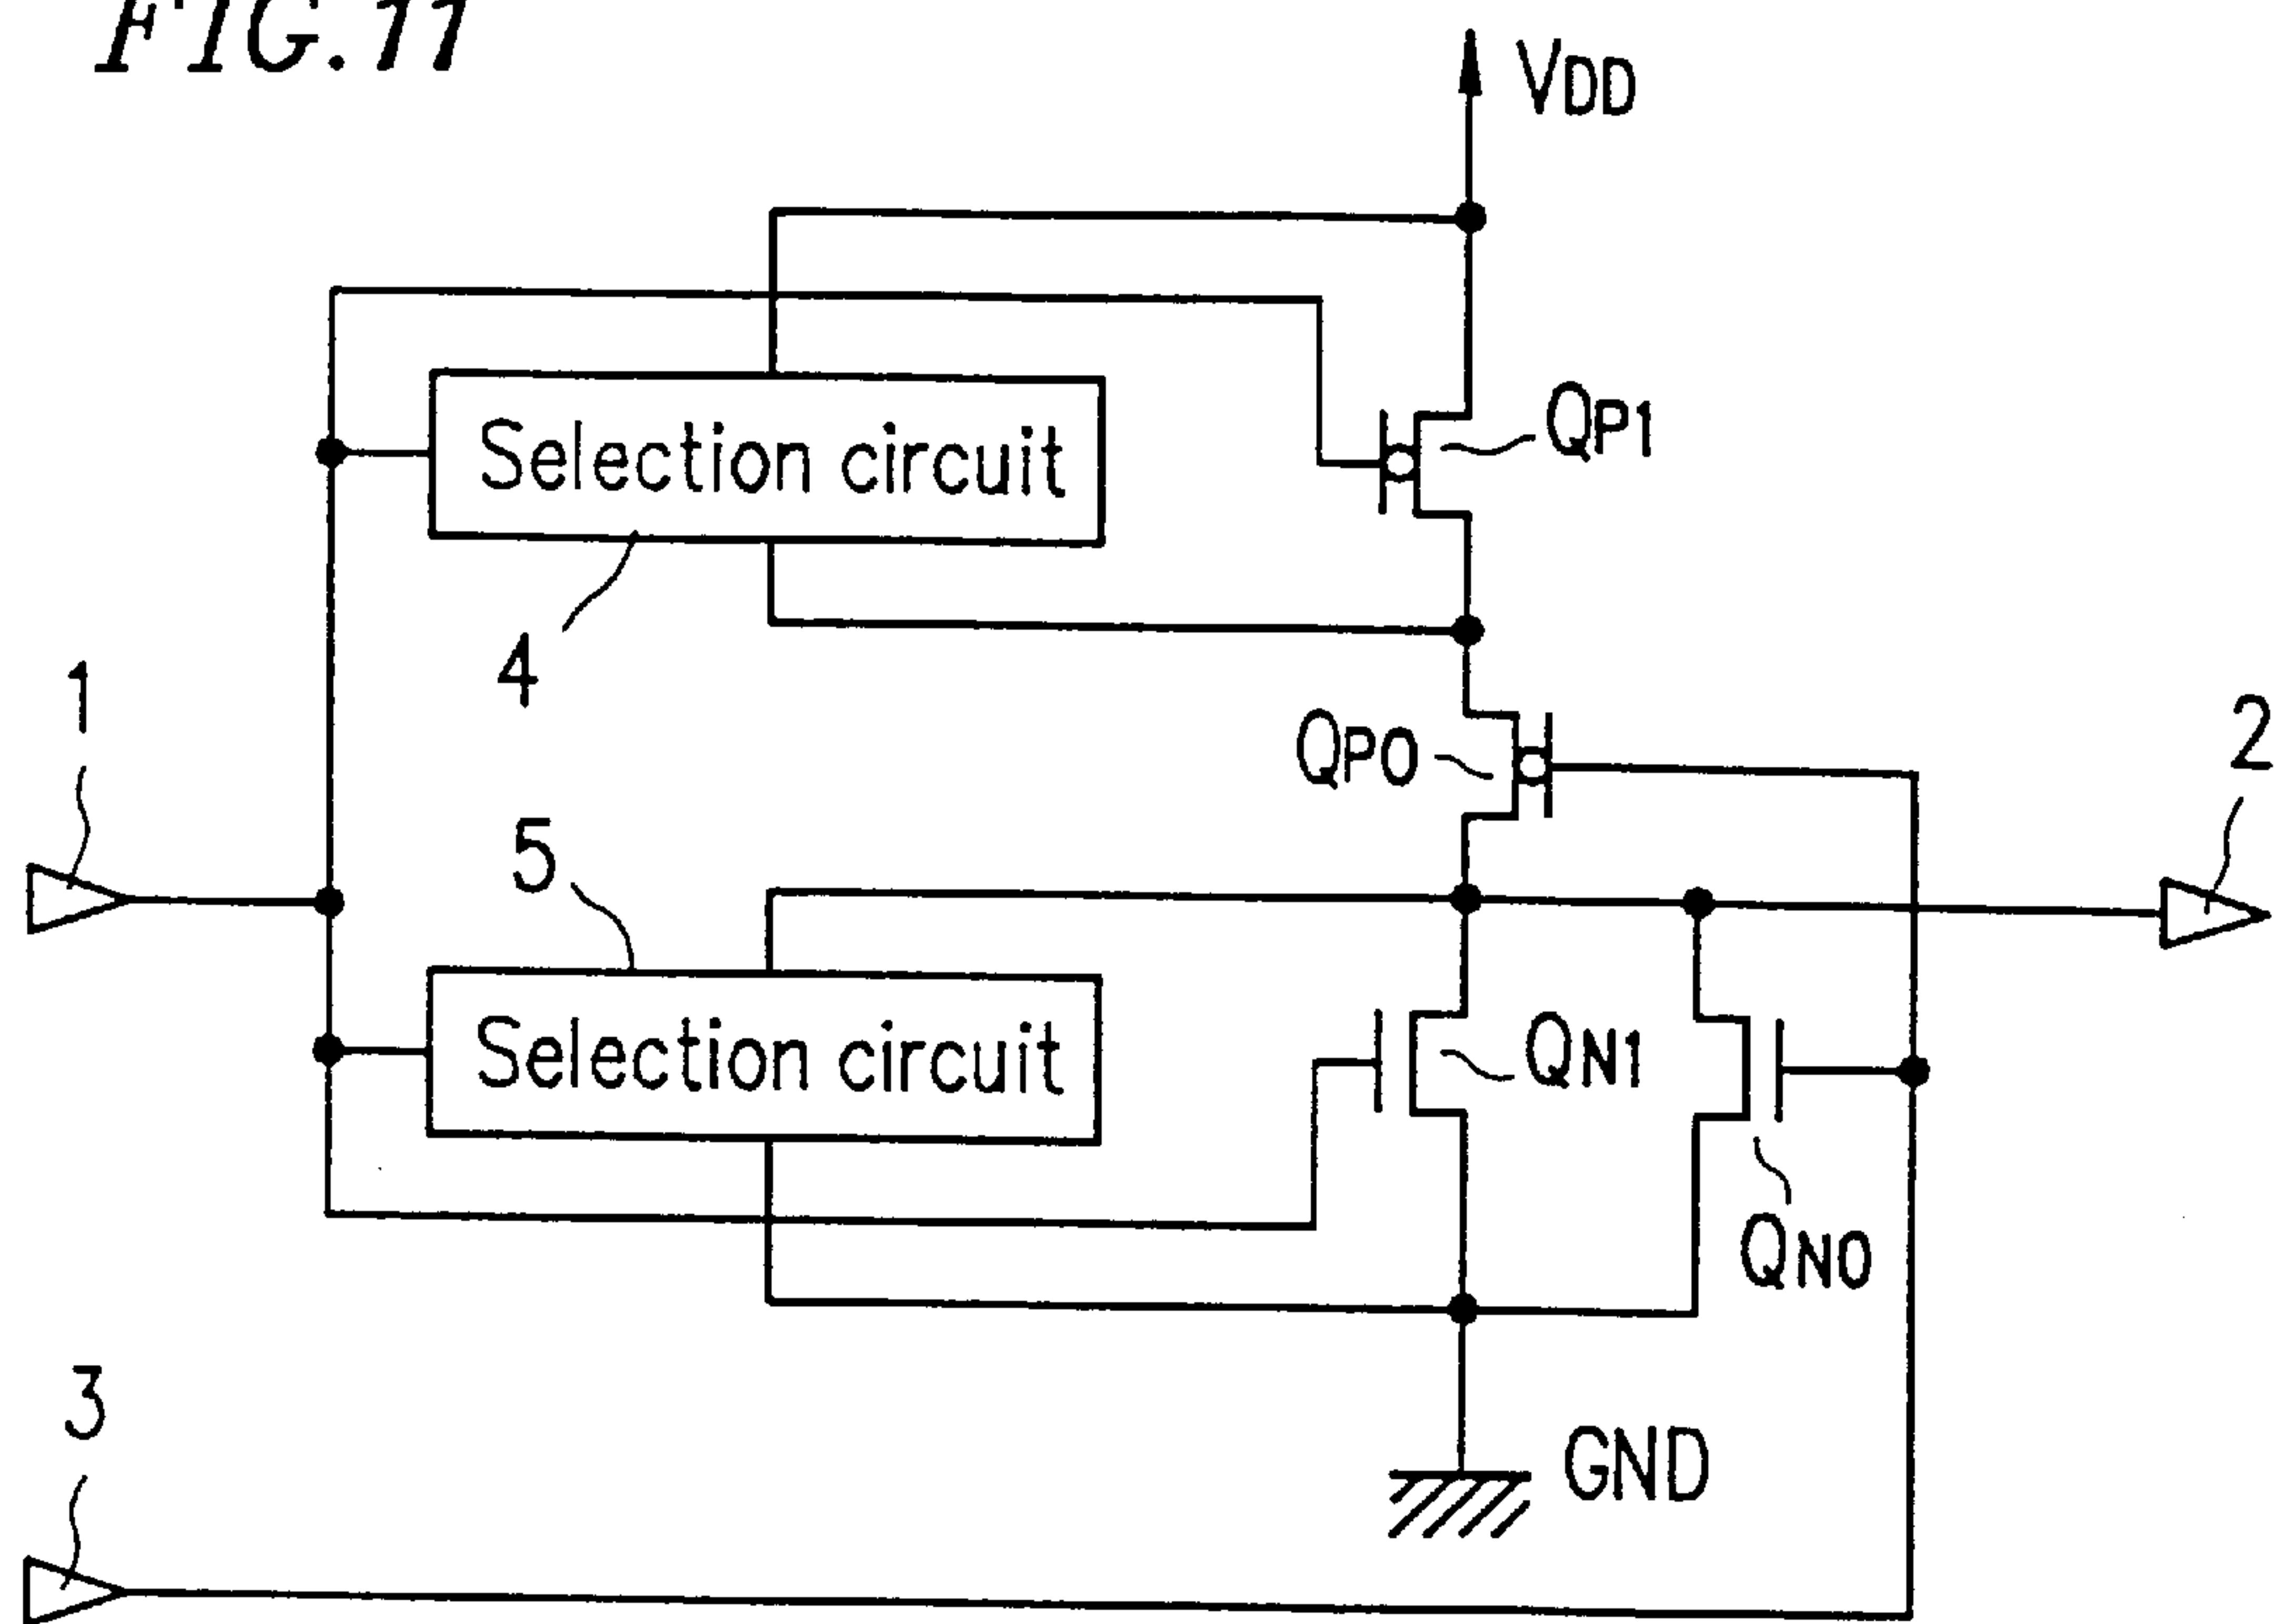 FIG.11
VDD
Selection circuit
QP1
4
1
QP0
2
5
Selection circuit
QN1
QN0
3
GND